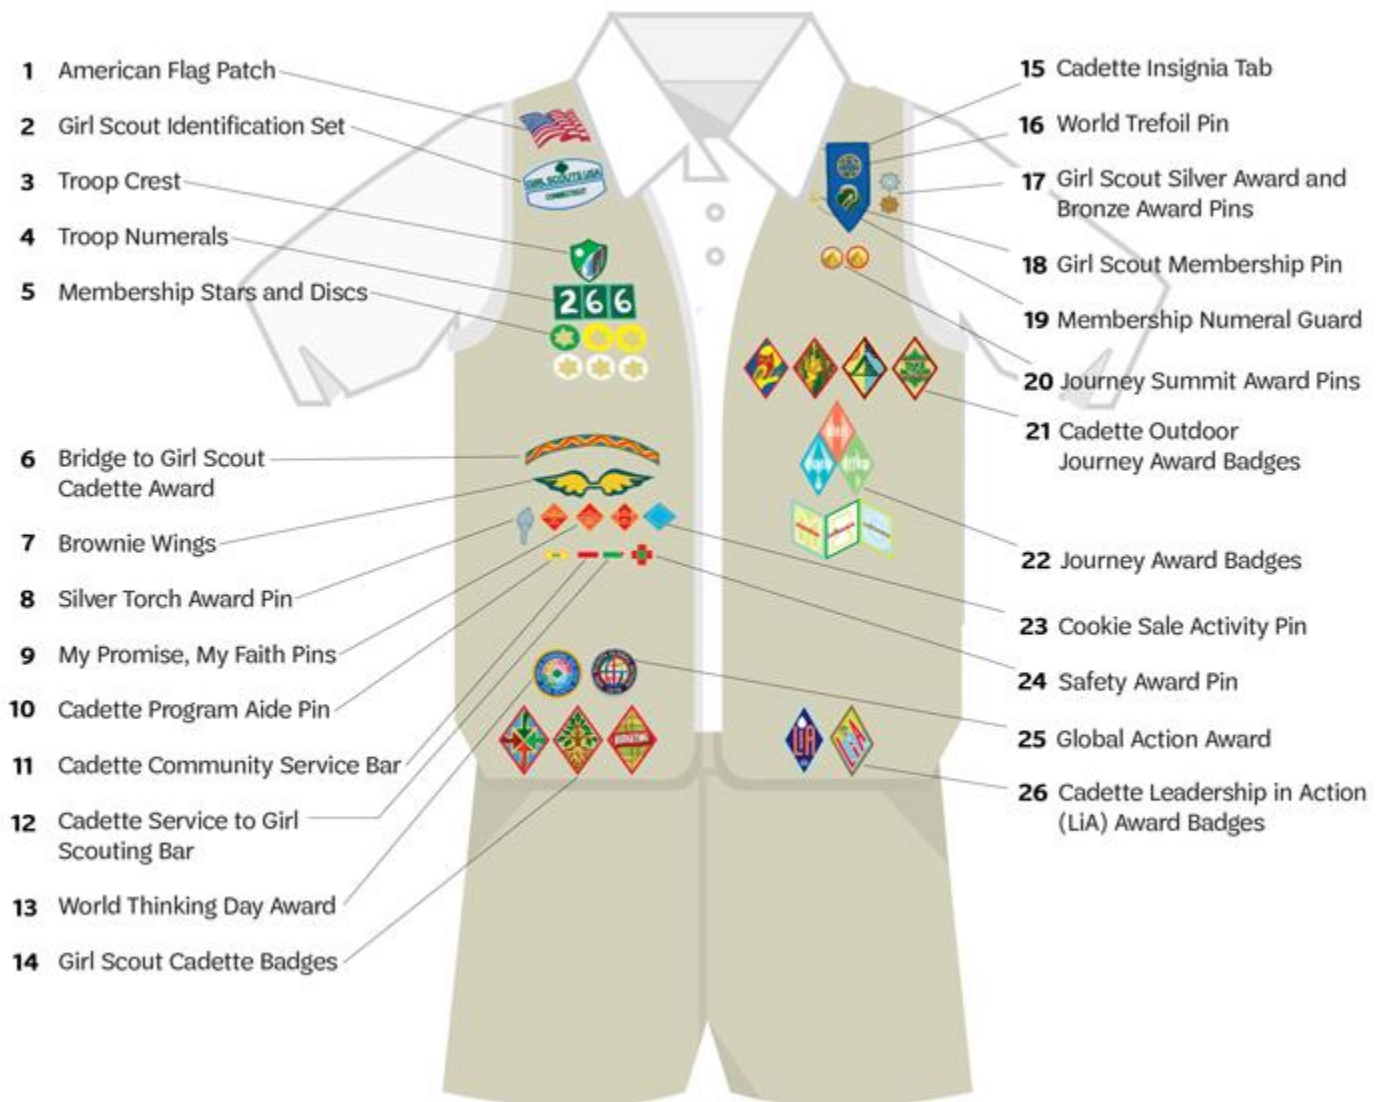 1 American Flag Patch
2 Girl Scout Identification Set
3 Troop Crest
4 Troop Numerals
5 Membership Stars and Discs
6 Bridge to Girl Scout
Cadette Award
7 Brownie Wings
8 Silver Torch Award Pin
9 My Promise, My Faith Pins
10 Cadette Program Aide Pin
11 Cadette Community Service Bar
12 Cadette Service to Girl
Scouting Bar
13 World Thinking Day Award
14 Girl Scout Cadette Badges
GIRL SCOUTS USA
CONNECTICUT
266
LiA
LiA
15 Cadette Insignia Tab
16 World Trefoil Pin
17 Girl Scout Silver Award and
Bronze Award Pins
18 Girl Scout Membership Pin
19 Membership Numeral Guard
20 Journey Summit Award Pins
21 Cadette Outdoor
Journey Award Badges
22 Journey Award Badges
23 Cookie Sale Activity Pin
24 Safety Award Pin
25 Global Action Award
26 Cadette Leadership in Action
(LiA) Award Badges